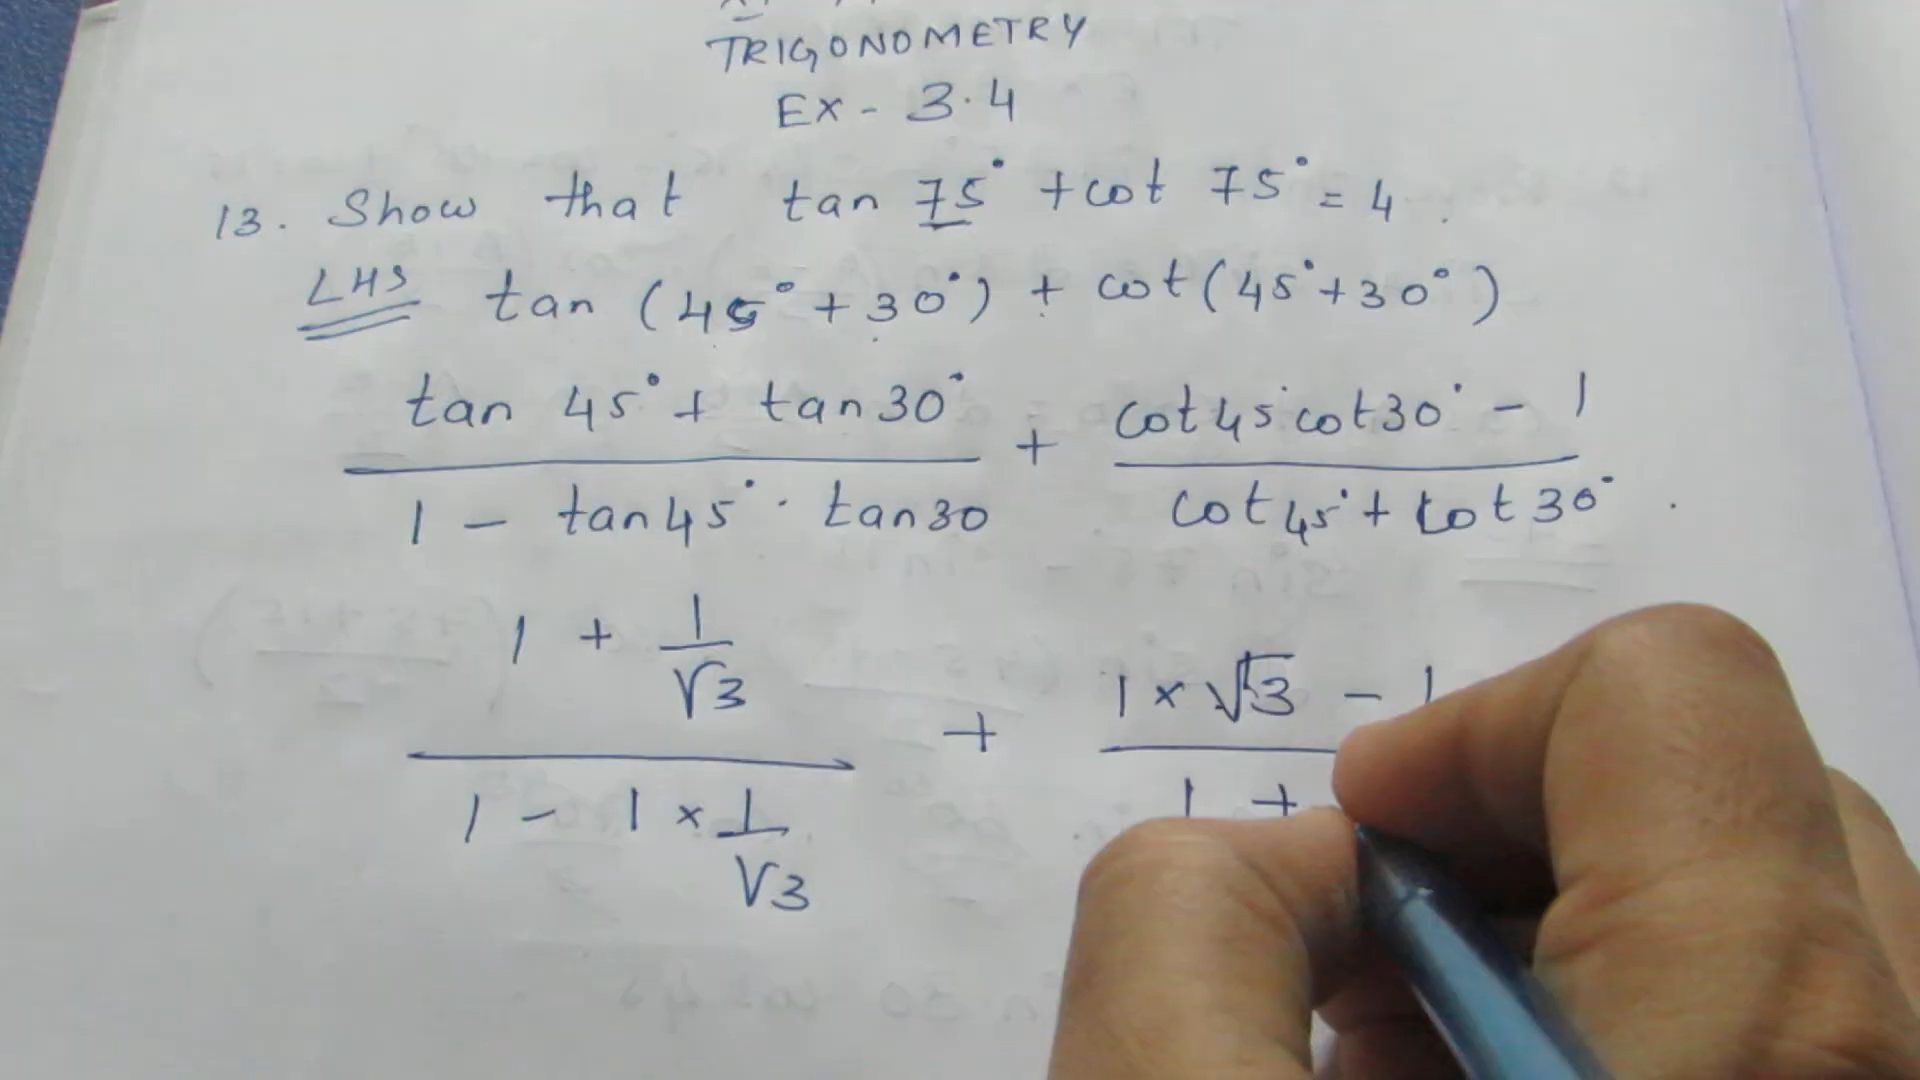 TRIGONOMETRY
EX - 3.4
13. Show that tan 75° + cot 75° = 4.
LHS tan (45° + 30°) + cot (45° + 30°)
tan 45° + tan 30° + cot 45° cot 30° - 1
1 - tan 45° · tan 30 cot 45° + cot 30°.
1 + 1/√3 + 1 × √3 - 1
1 - 1 × 1/√3 1 +